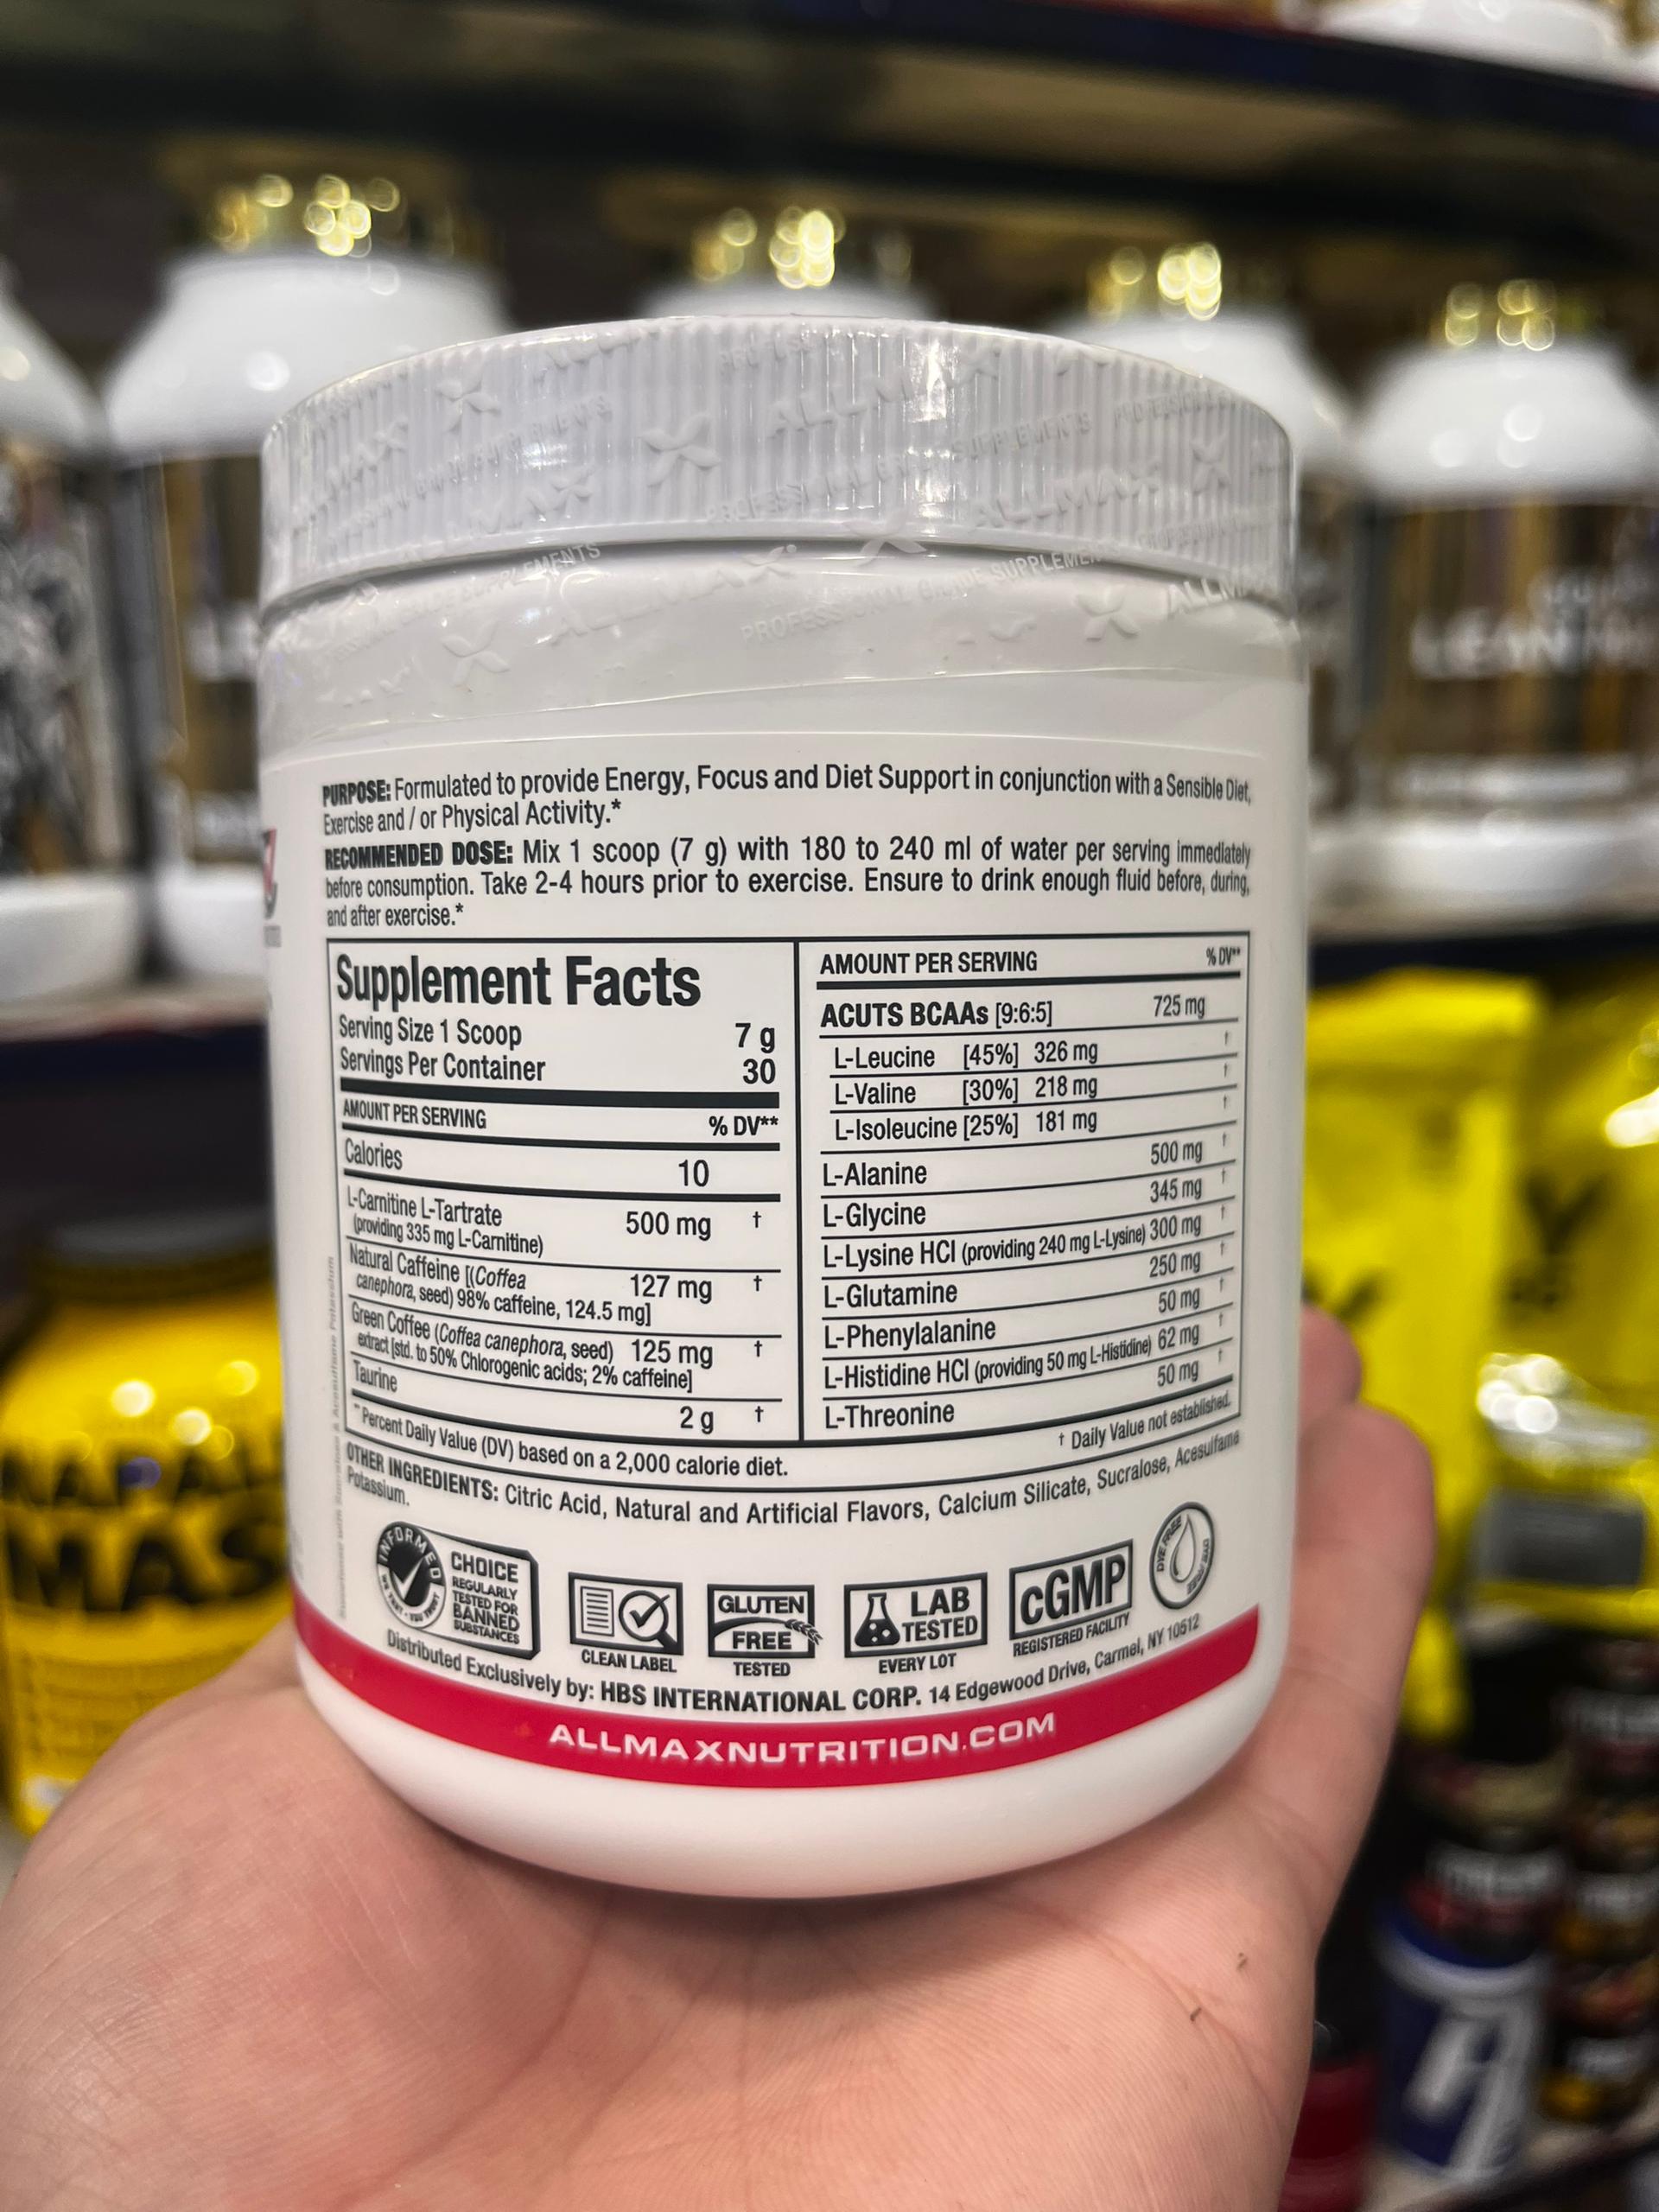 ALLMAX
PROFESSIONAL GRADE SUPPLEMENTS
PURPOSE: Formulated to provide Energy, Focus and Diet Support in conjunction with a Sensible Diet,
Exercise and / or Physical Activity.*
RECOMMENDED DOSE: Mix 1 scoop (7 g) with 180 to 240 ml of water per serving immediately
before consumption. Take 2-4 hours prior to exercise. Ensure to drink enough fluid before, during,
and after exercise.*
Supplement Facts
Serving Size 1 Scoop 7 g
Servings Per Container 30
AMOUNT PER SERVING % DV**
Calories 10
L-Carnitine L-Tartrate 500 mg †
(providing 335 mg L-Carnitine)
Natural Caffeine [(Coffea 127 mg †
canephora, seed) 98% caffeine, 124.5 mg]
Green Coffee (Coffea canephora, seed) 125 mg †
extract [std. to 50% Chlorogenic acids; 2% caffeine]
Taurine 2 g †
AMOUNT PER SERVING % DV**
ACUTS BCAAs [9:6:5] 725 mg
L-Leucine [45%] 326 mg †
L-Valine [30%] 218 mg †
L-Isoleucine [25%] 181 mg †
L-Alanine 500 mg †
L-Glycine 345 mg †
L-Lysine HCl (providing 240 mg L-Lysine) 300 mg †
L-Glutamine 250 mg †
L-Phenylalanine 50 mg †
L-Histidine HCl (providing 50 mg L-Histidine) 62 mg †
L-Threonine 50 mg †
**Percent Daily Value (DV) based on a 2,000 calorie diet. † Daily Value not established.
OTHER INGREDIENTS: Citric Acid, Natural and Artificial Flavors, Calcium Silicate, Sucralose, Acesulfame
Potassium.
INFORMED
CHOICE
REGULARLY
TESTED FOR
BANNED
SUBSTANCES
CLEAN LABEL
GLUTEN
FREE
TESTED
LAB
TESTED
EVERY LOT
cGMP
REGISTERED FACILITY
DYE FREE
Distributed Exclusively by: HBS INTERNATIONAL CORP. 14 Edgewood Drive, Carmel, NY 10512
ALLMAXNUTRITION.COM
MAS